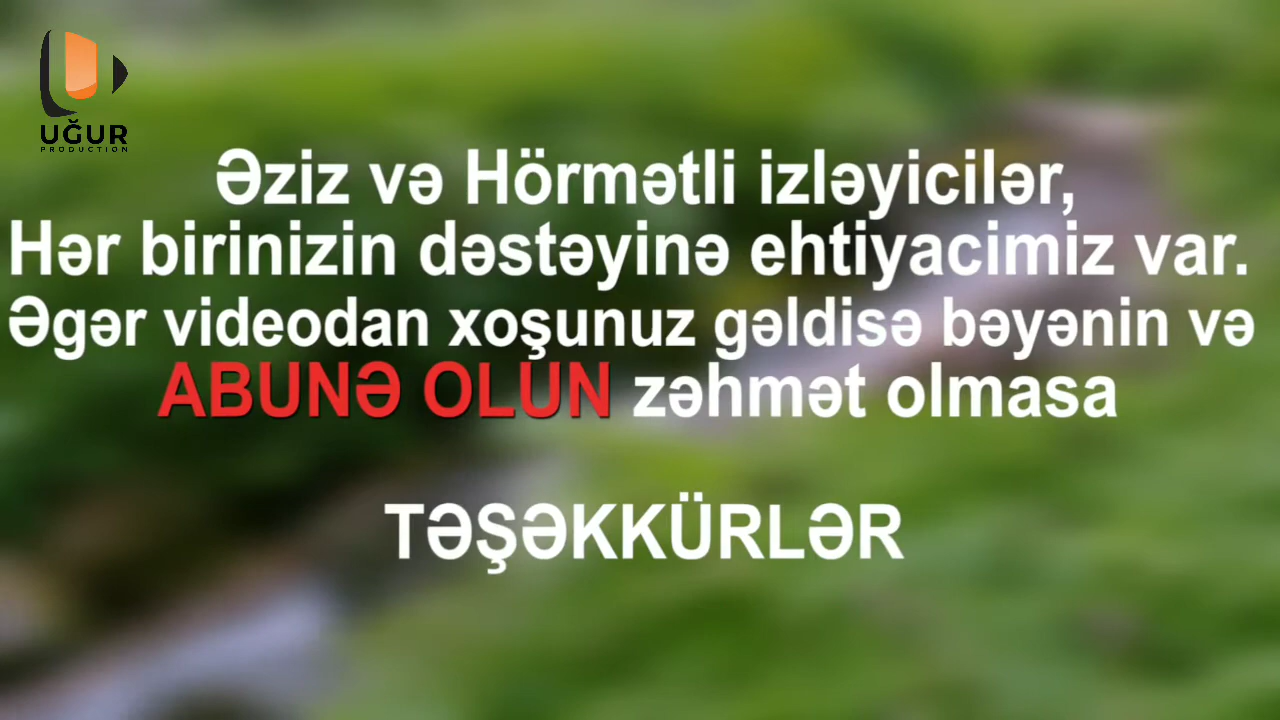 UĞUR
PRODUCTION
Əziz və Hörmətli izləyicilər,
Hər birinizin dəstəyinə ehtiyacimiz var.
Əgər videodan xoşunuz gəldisə bəyənin və
ABUNƏ OLUN zəhmət olmasa
TƏŞƏKKÜRLƏR